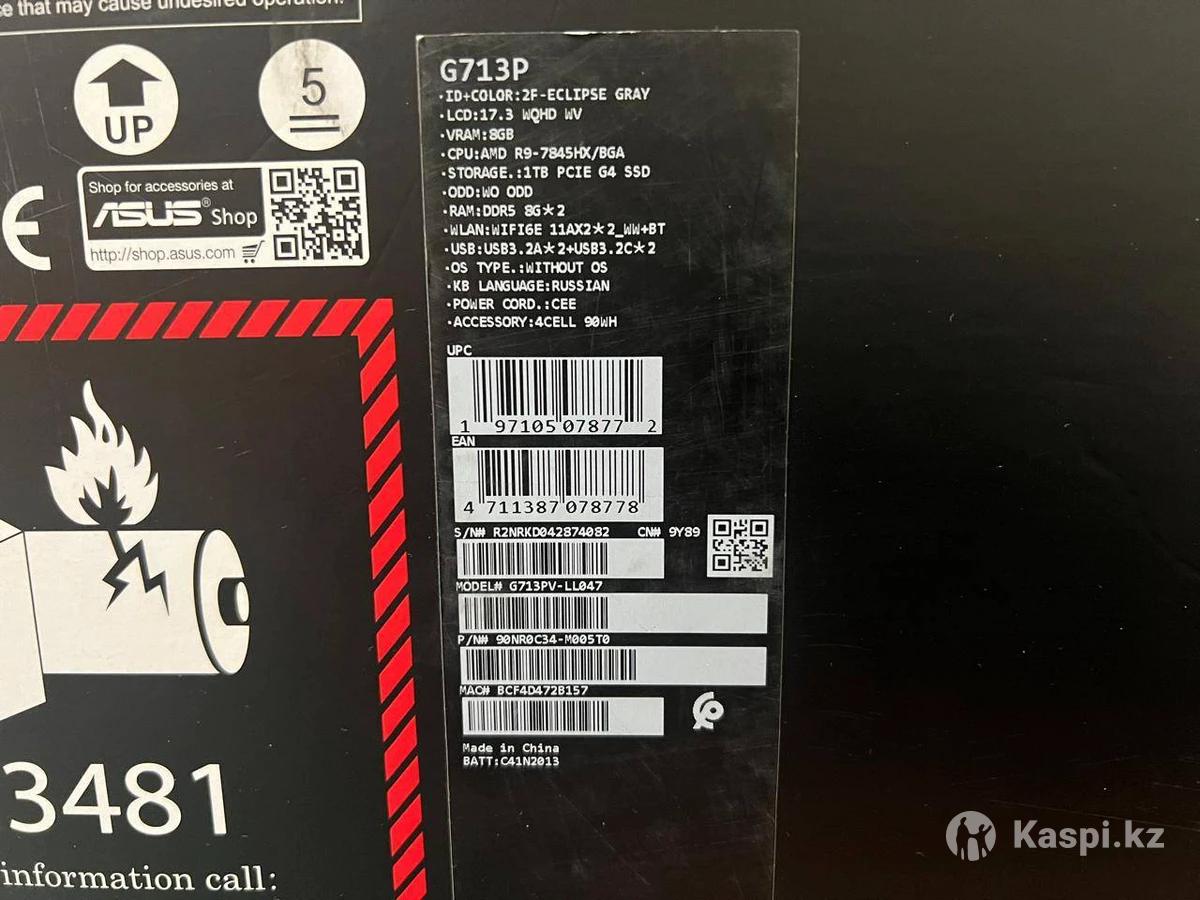 ce that may cause undesired operation.
UP
5
Shop for accessories at
ASUS® Shop
http://shop.asus.com
CE
3481
information call:
G713P
·ID+COLOR:2F-ECLIPSE GRAY
·LCD:17.3 WQHD WV
·VRAM:8GB
·CPU:AMD R9-7845HX/BGA
·STORAGE.:1TB PCIE G4 SSD
·ODD:WO ODD
·RAM:DDR5 8G*2
·WLAN:WIFI6E 11AX2*2_WW+BT
·USB:USB3.2A*2+USB3.2C*2
·OS TYPE.:WITHOUT OS
·KB LANGUAGE:RUSSIAN
·POWER CORD.:CEE
·ACCESSORY:4CELL 90WH
UPC
1 97105 07877 2
EAN
4 711387 078778
S/N# R2NRKD042874082 CN# 9Y89
MODEL# G713PV-LL047
P/N# 90NR0C34-M005T0
MAC# BCF4D472B157
Made in China
BATT:C41N2013
Kaspi.kz